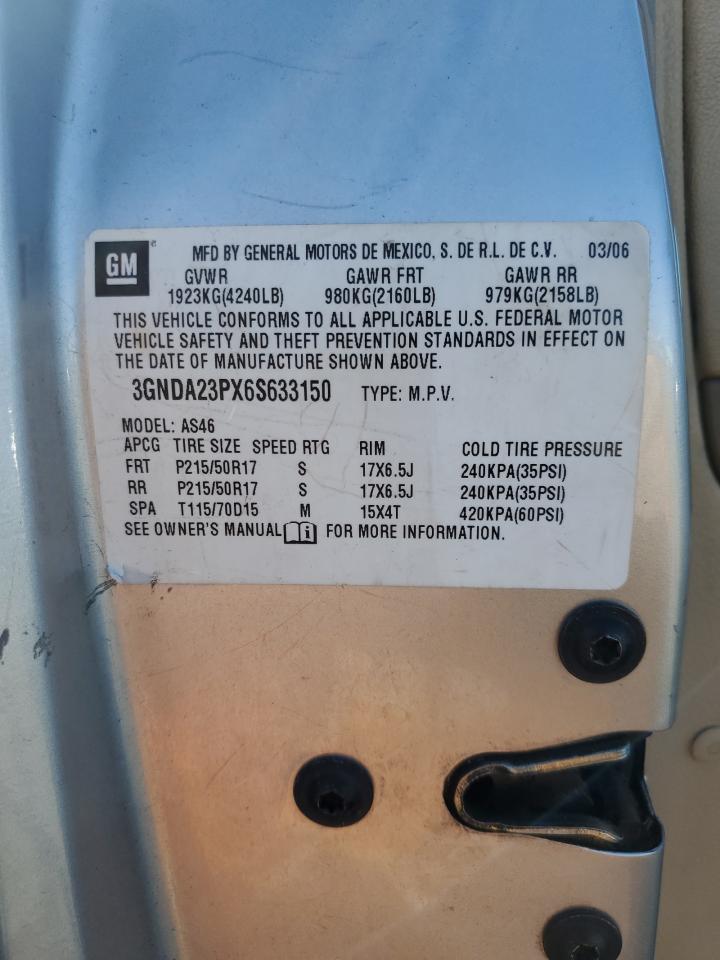 GM
MFD BY GENERAL MOTORS DE MEXICO, S. DE R.L. DE C.V. 03/06
GVWR GAWR FRT GAWR RR
1923KG(4240LB) 980KG(2160LB) 979KG(2158LB)
THIS VEHICLE CONFORMS TO ALL APPLICABLE U.S. FEDERAL MOTOR
VEHICLE SAFETY AND THEFT PREVENTION STANDARDS IN EFFECT ON
THE DATE OF MANUFACTURE SHOWN ABOVE.
3GNDA23PX6S633150 TYPE: M.P.V.
MODEL: AS46
APCG TIRE SIZE SPEED RTG RIM COLD TIRE PRESSURE
FRT P215/50R17 S 17X6.5J 240KPA(35PSI)
RR P215/50R17 S 17X6.5J 240KPA(35PSI)
SPA T115/70D15 M 15X4T 420KPA(60PSI)
SEE OWNER'S MANUAL i FOR MORE INFORMATION.